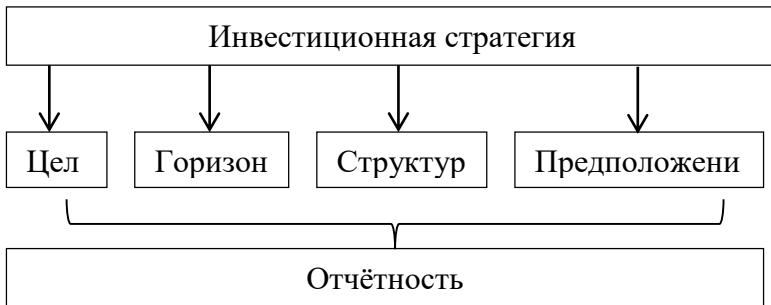 Инвестиционная стратегия
Цел Горизон Структур Предположени
Отчётность